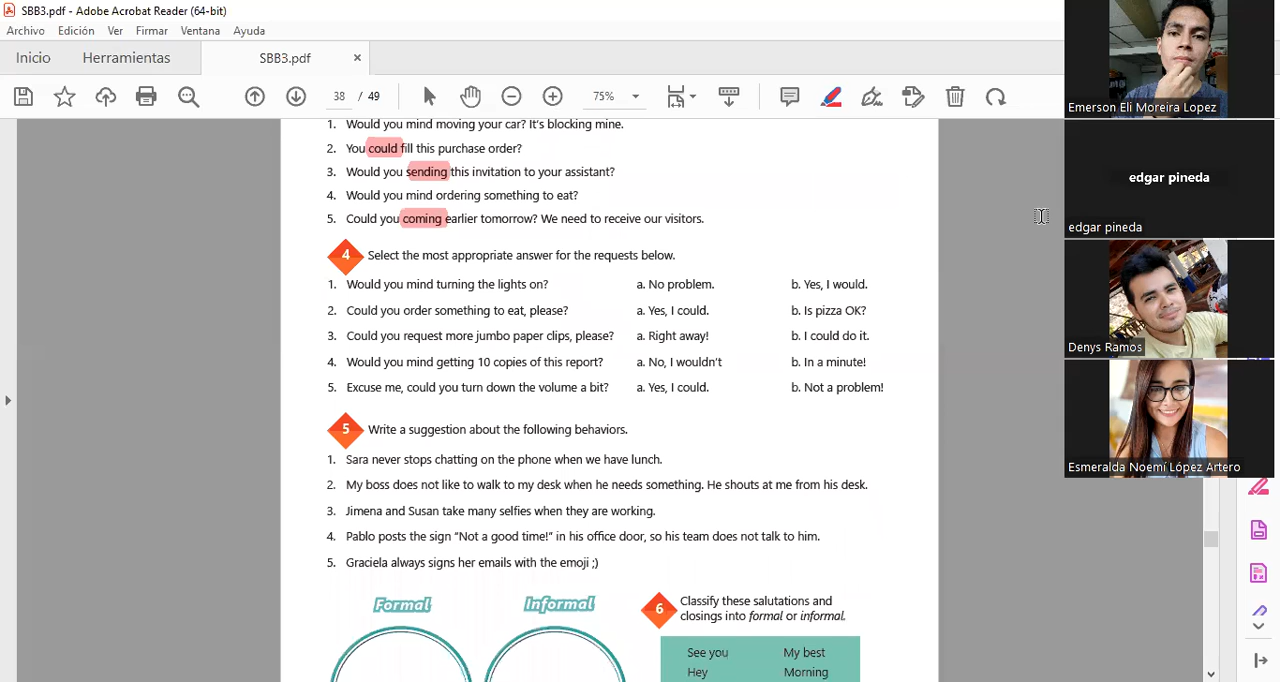 SBB3.pdf - Adobe Acrobat Reader (64-bit)
Archivo Edición Ver Firmar Ventana Ayuda
Inicio Herramientas SBB3.pdf ×
38 / 49 75%
1. Would you mind moving your car? It's blocking mine.
2. You could fill this purchase order?
3. Would you sending this invitation to your assistant?
4. Would you mind ordering something to eat?
5. Could you coming earlier tomorrow? We need to receive our visitors.
4 Select the most appropriate answer for the requests below.
1. Would you mind turning the lights on? a. No problem. b. Yes, I would.
2. Could you order something to eat, please? a. Yes, I could. b. Is pizza OK?
3. Could you request more jumbo paper clips, please? a. Right away! b. I could do it.
4. Would you mind getting 10 copies of this report? a. No, I wouldn't b. In a minute!
5. Excuse me, could you turn down the volume a bit? a. Yes, I could. b. Not a problem!
5 Write a suggestion about the following behaviors.
1. Sara never stops chatting on the phone when we have lunch.
2. My boss does not like to walk to my desk when he needs something. He shouts at me from his desk.
3. Jimena and Susan take many selfies when they are working.
4. Pablo posts the sign “Not a good time!” in his office door, so his team does not talk to him.
5. Graciela always signs her emails with the emoji ;)
Formal Informal
6 Classify these salutations and
closings into formal or informal.
See you My best
Hey Morning
Emerson Eli Moreira Lopez
edgar pineda
edgar pineda
Denys Ramos
Esmeralda Noemí López Artero